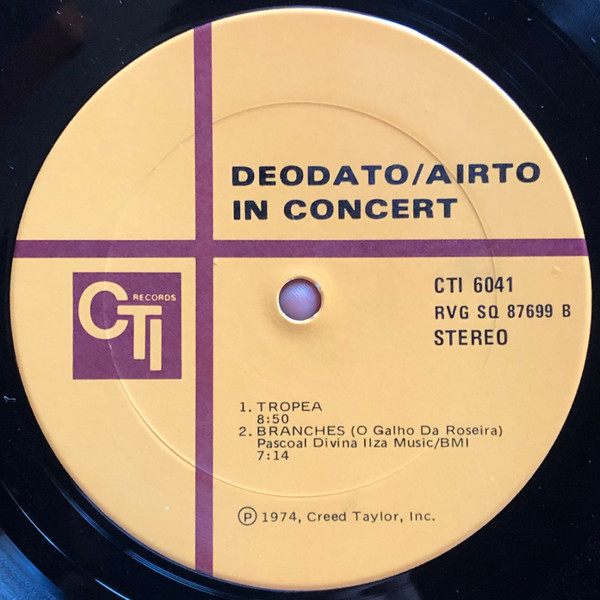 DEODATO/AIRTO
IN CONCERT
CTI RECORDS
CTI 6041
RVG SQ 87699 B
STEREO
1. TROPEA
8:50
2. BRANCHES (O Galho Da Roseira)
Pascoal Divina Ilza Music/BMI
7:14
Ⓟ 1974, Creed Taylor, Inc.